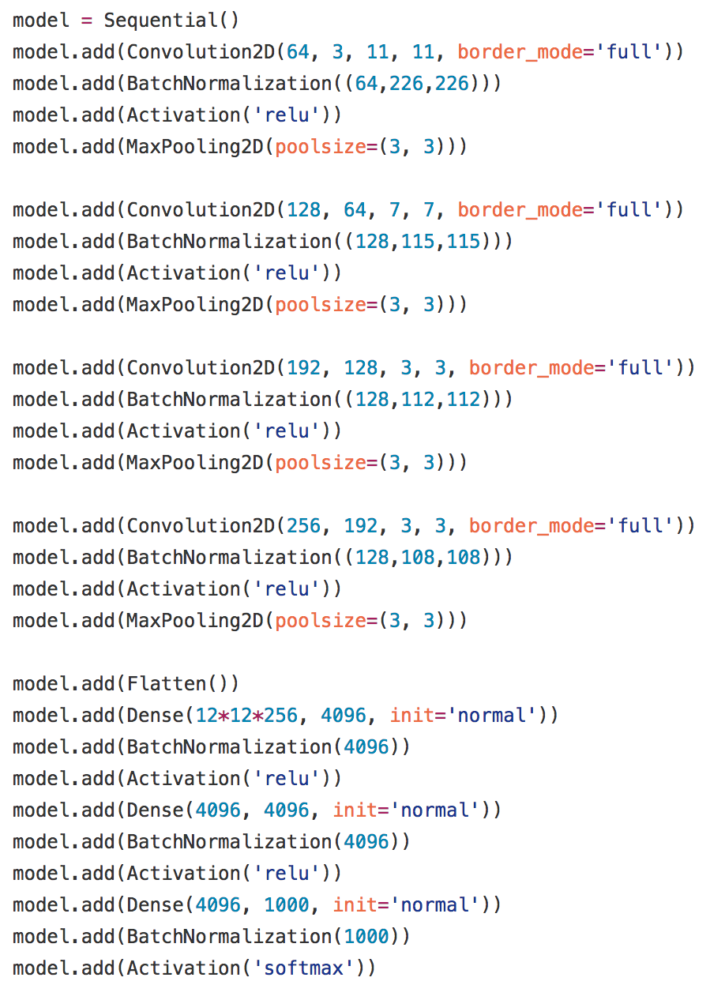 model = Sequential()
model.add(Convolution2D(64, 3, 11, 11, border_mode='full'))
model.add(BatchNormalization((64,226,226)))
model.add(Activation('relu'))
model.add(MaxPooling2D(poolsize=(3, 3)))

model.add(Convolution2D(128, 64, 7, 7, border_mode='full'))
model.add(BatchNormalization((128,115,115)))
model.add(Activation('relu'))
model.add(MaxPooling2D(poolsize=(3, 3)))

model.add(Convolution2D(192, 128, 3, 3, border_mode='full'))
model.add(BatchNormalization((128,112,112)))
model.add(Activation('relu'))
model.add(MaxPooling2D(poolsize=(3, 3)))

model.add(Convolution2D(256, 192, 3, 3, border_mode='full'))
model.add(BatchNormalization((128,108,108)))
model.add(Activation('relu'))
model.add(MaxPooling2D(poolsize=(3, 3)))

model.add(Flatten())
model.add(Dense(12*12*256, 4096, init='normal'))
model.add(BatchNormalization(4096))
model.add(Activation('relu'))
model.add(Dense(4096, 4096, init='normal'))
model.add(BatchNormalization(4096))
model.add(Activation('relu'))
model.add(Dense(4096, 1000, init='normal'))
model.add(BatchNormalization(1000))
model.add(Activation('softmax'))